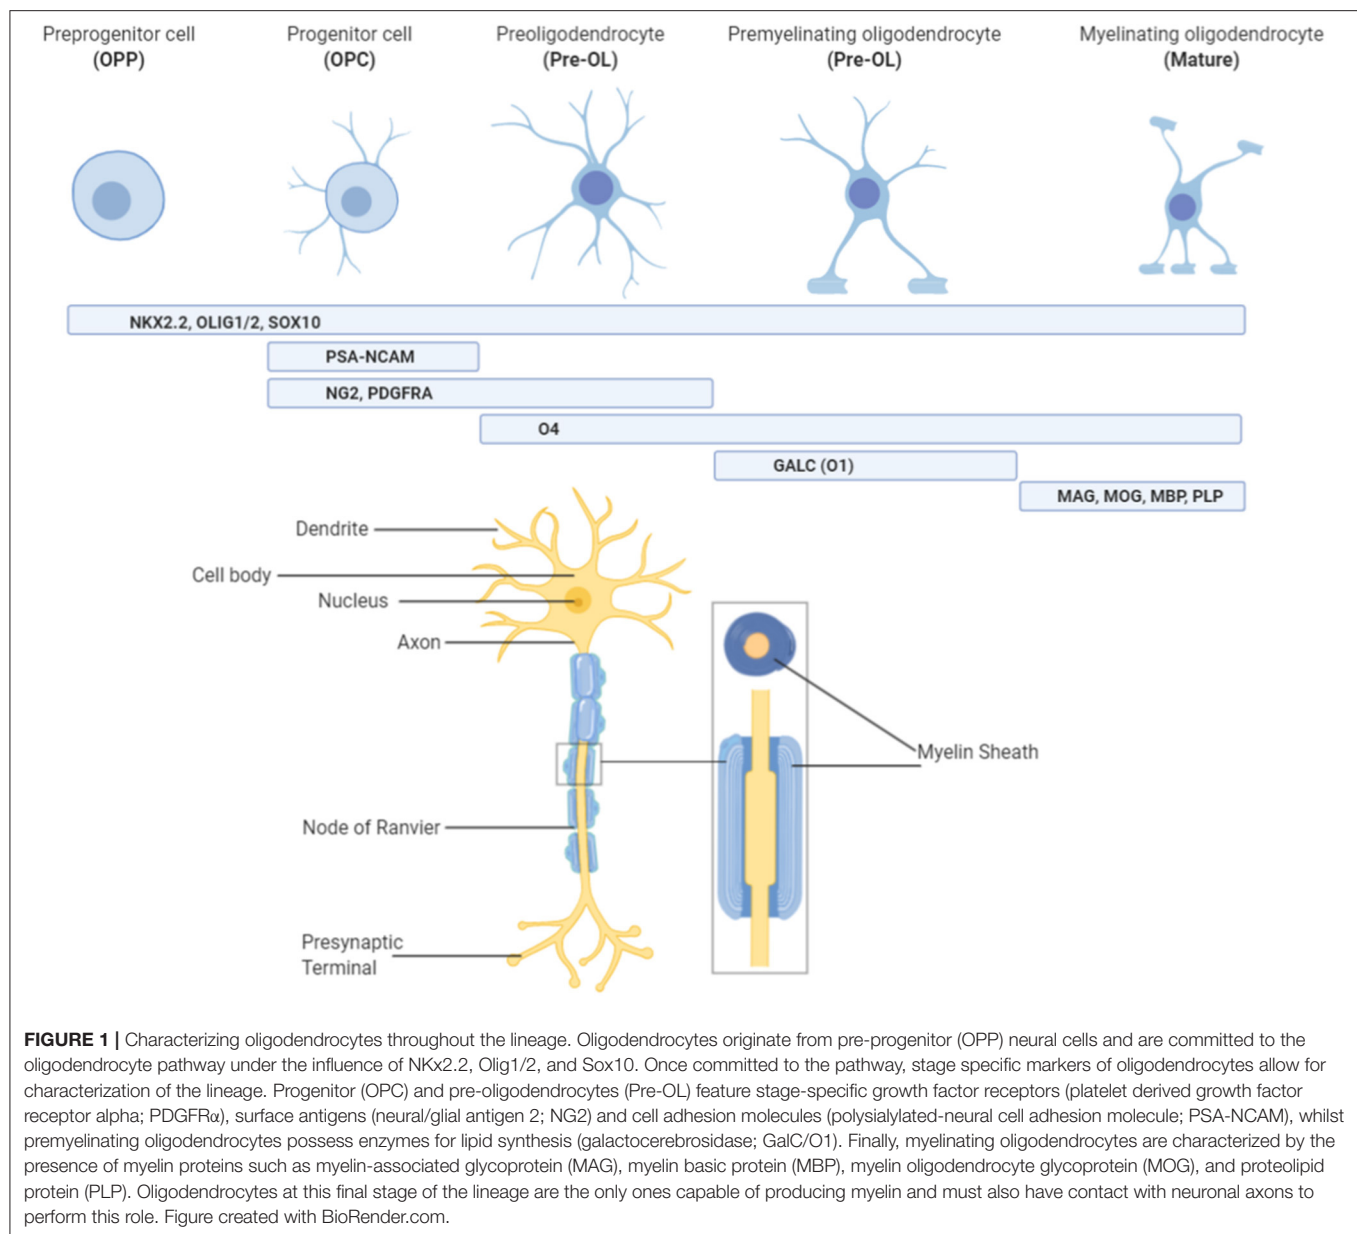 Preprogenitor cell
(OPP)
Progenitor cell
(OPC)
Preoligodendrocyte
(Pre-OL)
Premyelinating oligodendrocyte
(Pre-OL)
Myelinating oligodendrocyte
(Mature)
NKX2.2, OLIG1/2, SOX10
PSA-NCAM
NG2, PDGFRA
O4
GALC (O1)
MAG, MOG, MBP, PLP
Dendrite
Cell body
Nucleus
Axon
Myelin Sheath
Node of Ranvier
Presynaptic
Terminal
FIGURE 1 | Characterizing oligodendrocytes throughout the lineage. Oligodendrocytes originate from pre-progenitor (OPP) neural cells and are committed to the
oligodendrocyte pathway under the influence of NKx2.2, Olig1/2, and Sox10. Once committed to the pathway, stage specific markers of oligodendrocytes allow for
characterization of the lineage. Progenitor (OPC) and pre-oligodendrocytes (Pre-OL) feature stage-specific growth factor receptors (platelet derived growth factor
receptor alpha; PDGFRα), surface antigens (neural/glial antigen 2; NG2) and cell adhesion molecules (polysialylated-neural cell adhesion molecule; PSA-NCAM), whilst
premyelinating oligodendrocytes possess enzymes for lipid synthesis (galactocerebrosidase; GalC/O1). Finally, myelinating oligodendrocytes are characterized by the
presence of myelin proteins such as myelin-associated glycoprotein (MAG), myelin basic protein (MBP), myelin oligodendrocyte glycoprotein (MOG), and proteolipid
protein (PLP). Oligodendrocytes at this final stage of the lineage are the only ones capable of producing myelin and must also have contact with neuronal axons to
perform this role. Figure created with BioRender.com.